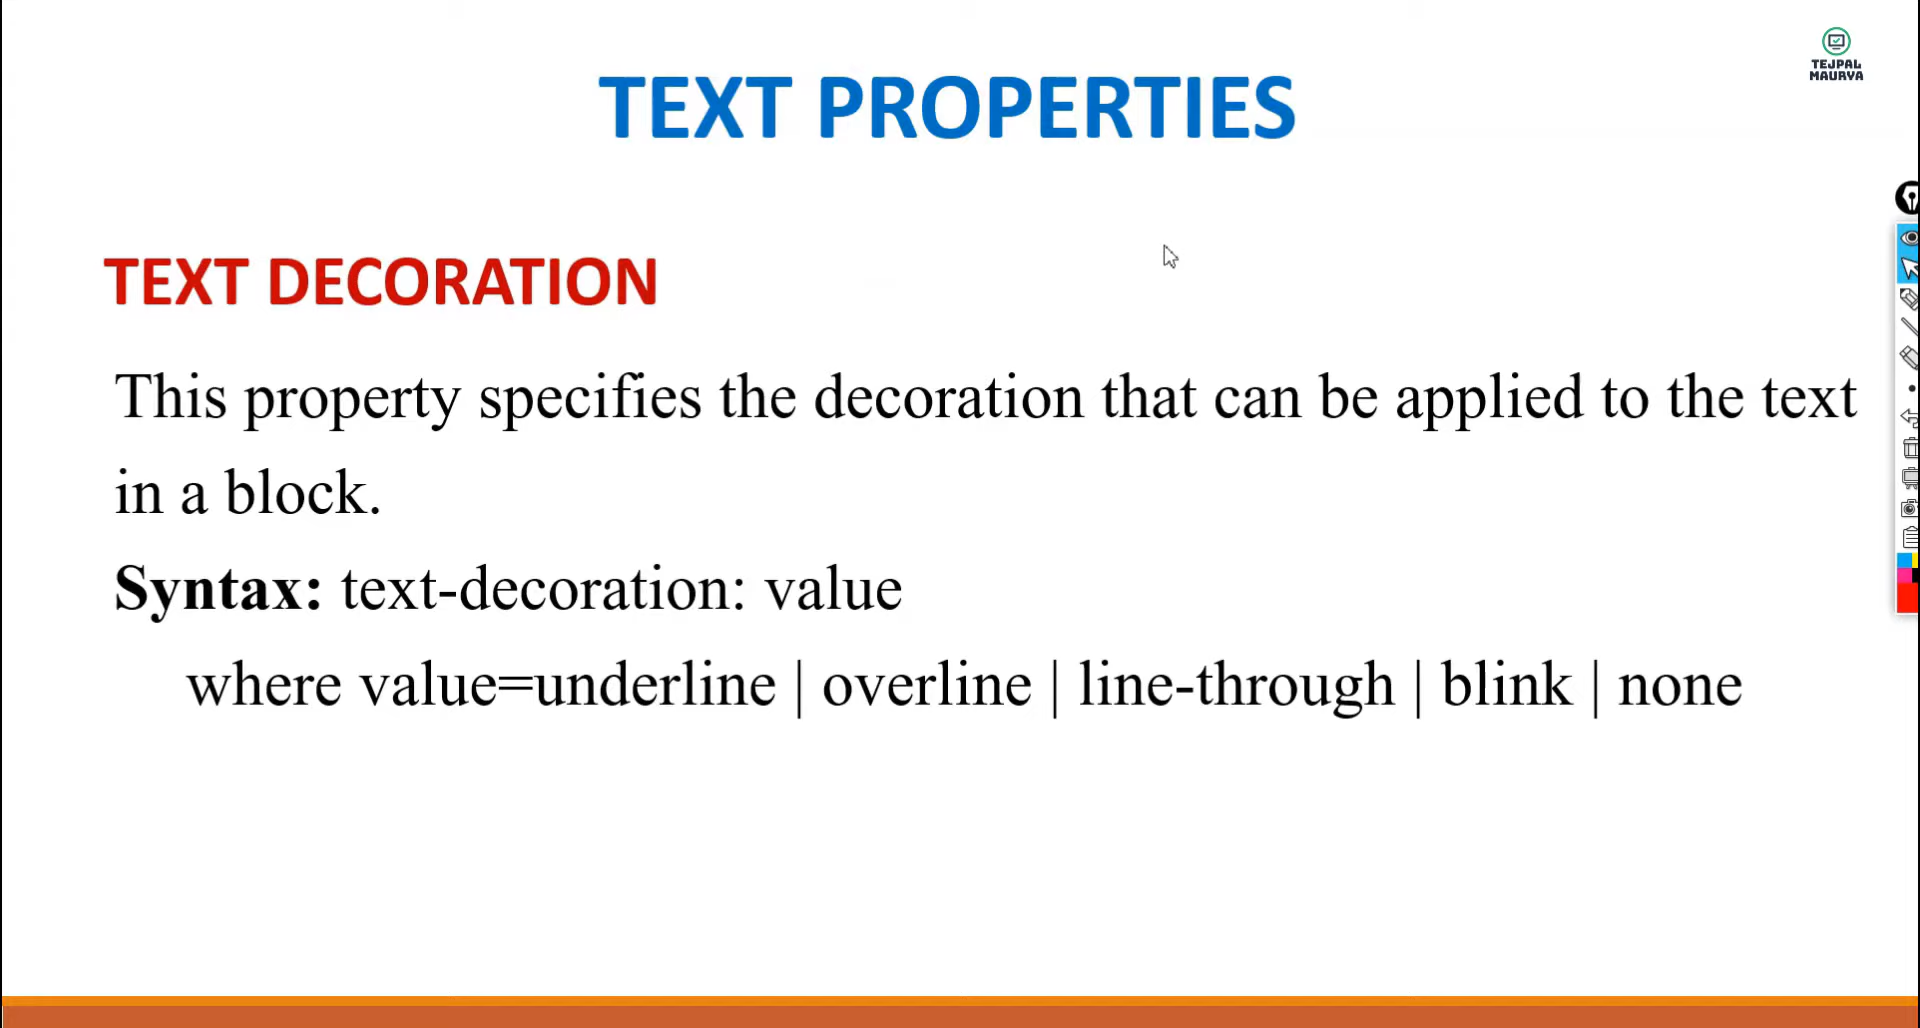 TEJPAL
MAURYA
TEXT PROPERTIES
TEXT DECORATION
This property specifies the decoration that can be applied to the text
in a block.
Syntax: text-decoration: value
where value=underline | overline | line-through | blink | none